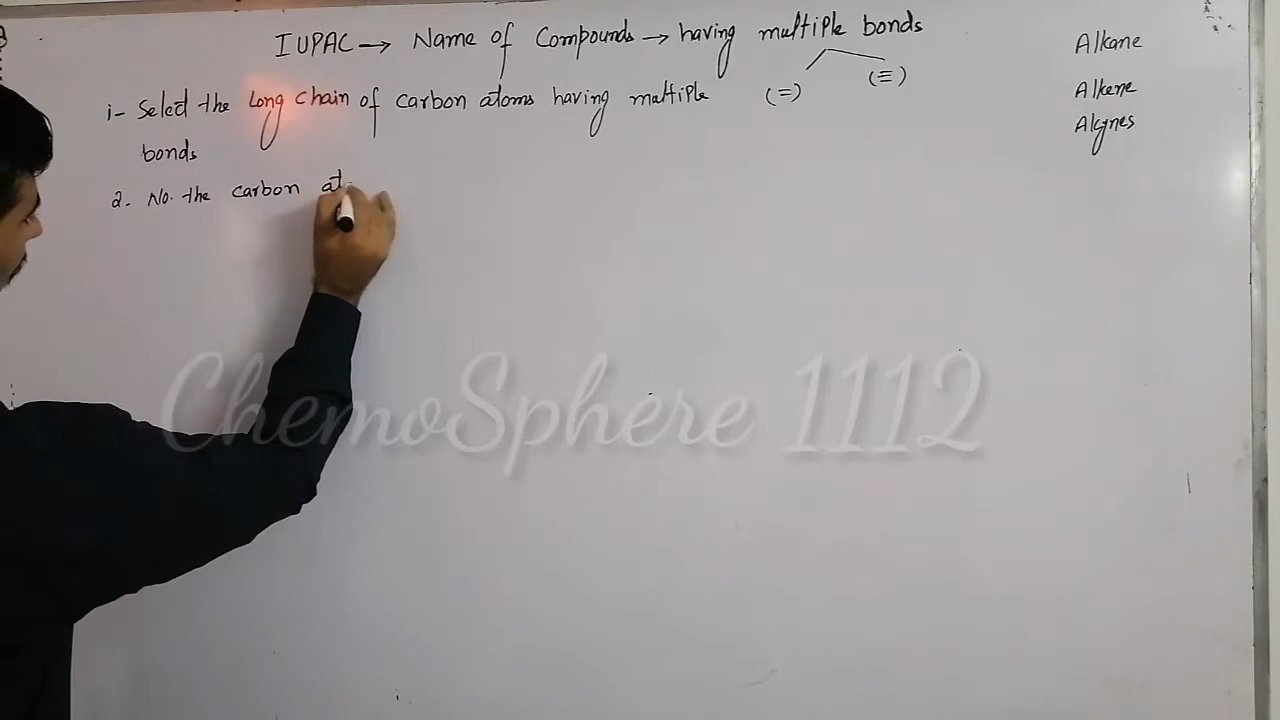 IUPAC → Name of Compounds → having multiple bonds
(=) (≡)
Alkane
Alkene
Alcynes
i- Select the Long chain of carbon atoms having multiple
bonds
2. No. the carbon at
ChemoSphere 1112